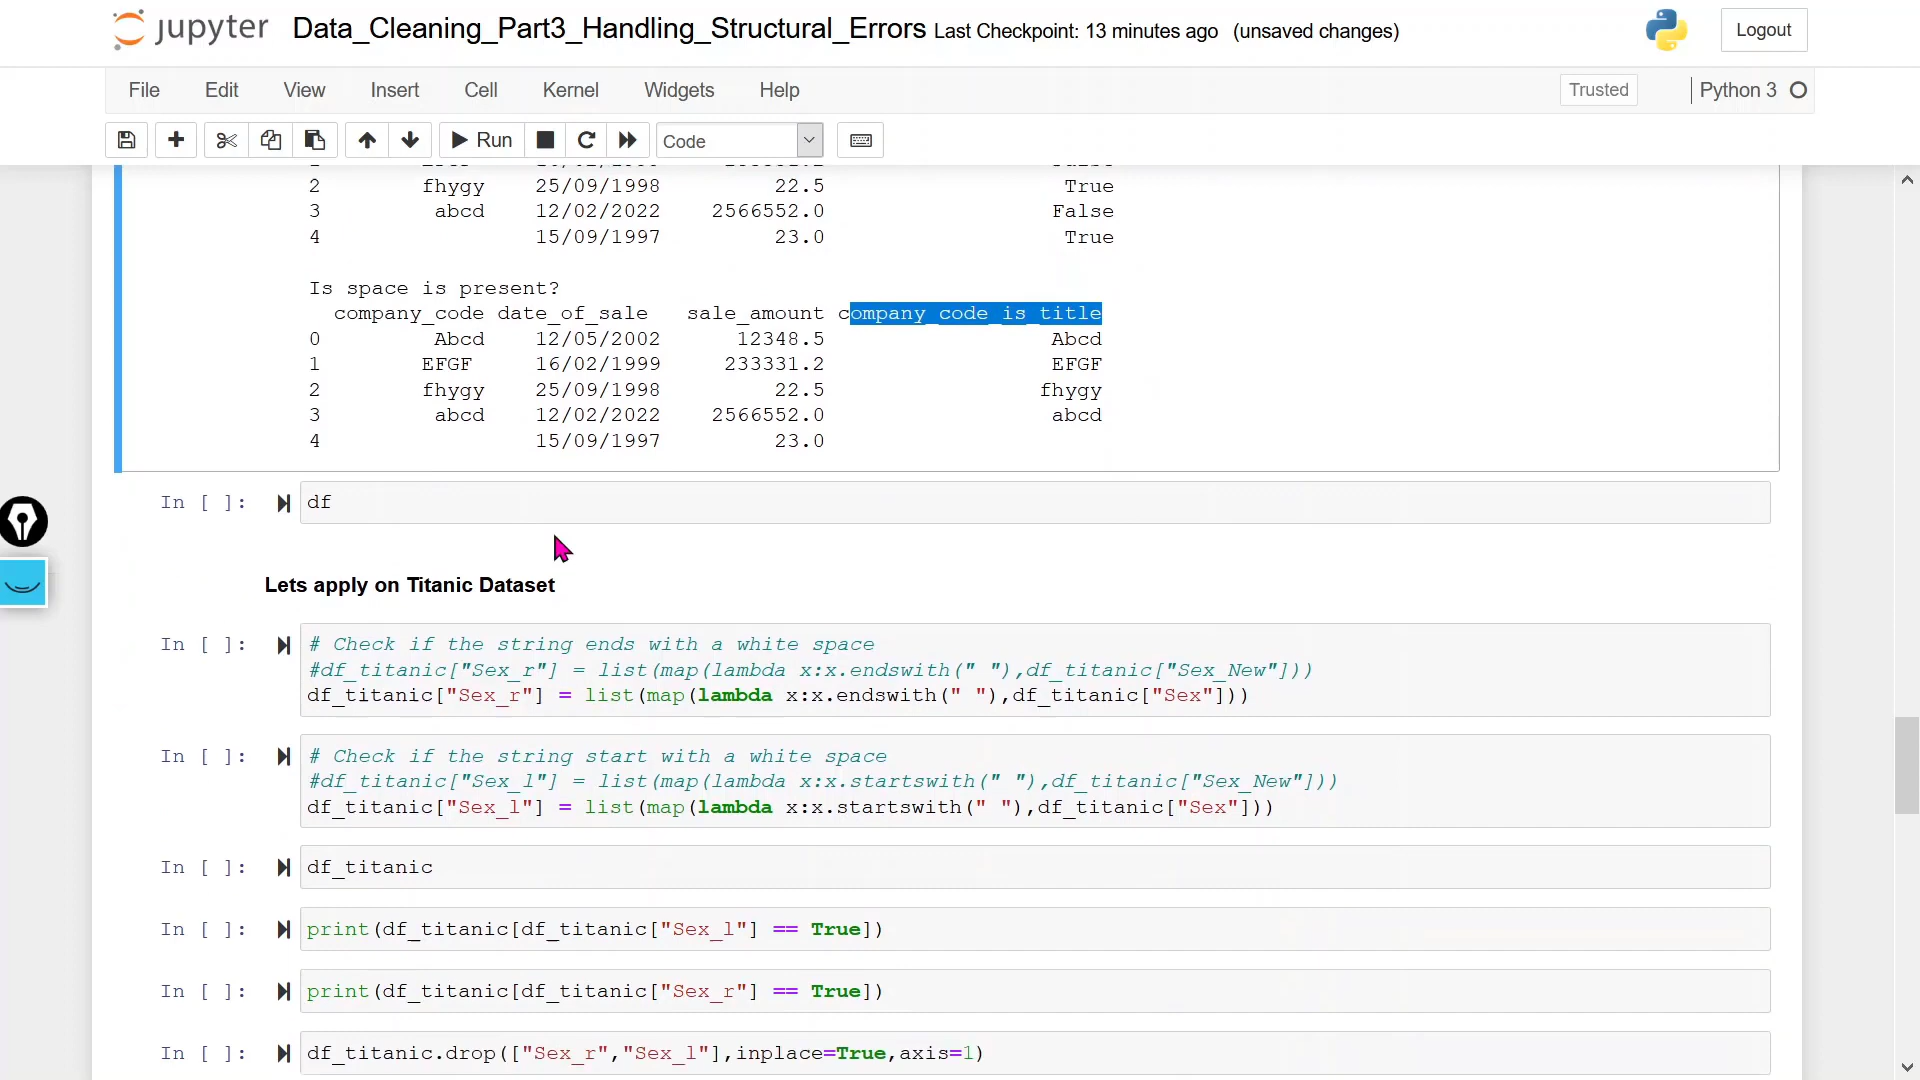 jupyter Data_Cleaning_Part3_Handling_Structural_Errors Last Checkpoint: 13 minutes ago (unsaved changes) Logout
File Edit View Insert Cell Kernel Widgets Help Trusted Python 3
Run Code
2 fhygy 25/09/1998 22.5 True
3 abcd 12/02/2022 2566552.0 False
4 15/09/1997 23.0 True
Is space is present?
company_code date_of_sale sale_amount company_code_is_title
0 Abcd 12/05/2002 12348.5 Abcd
1 EFGF 16/02/1999 233331.2 EFGF
2 fhygy 25/09/1998 22.5 fhygy
3 abcd 12/02/2022 2566552.0 abcd
4 15/09/1997 23.0
In [ ]: df
Lets apply on Titanic Dataset
In [ ]: # Check if the string ends with a white space
#df_titanic["Sex_r"] = list(map(lambda x:x.endswith(" "),df_titanic["Sex_New"]))
df_titanic["Sex_r"] = list(map(lambda x:x.endswith(" "),df_titanic["Sex"]))
In [ ]: # Check if the string start with a white space
#df_titanic["Sex_l"] = list(map(lambda x:x.startswith(" "),df_titanic["Sex_New"]))
df_titanic["Sex_l"] = list(map(lambda x:x.startswith(" "),df_titanic["Sex"]))
In [ ]: df_titanic
In [ ]: print(df_titanic[df_titanic["Sex_l"] == True])
In [ ]: print(df_titanic[df_titanic["Sex_r"] == True])
In [ ]: df_titanic.drop(["Sex_r","Sex_l"],inplace=True,axis=1)